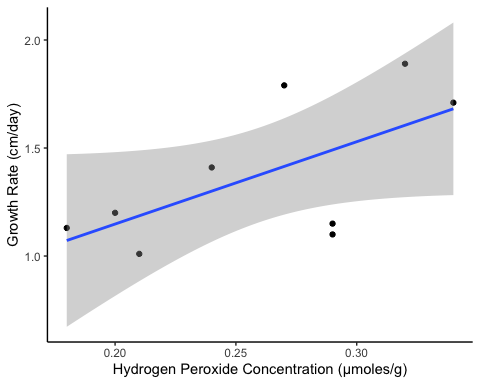 2.0
1.5
1.0
Growth Rate (cm/day)
0.20 0.25 0.30
Hydrogen Peroxide Concentration (μmoles/g)